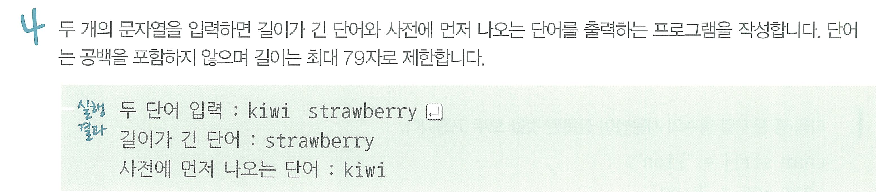 4 두 개의 문자열을 입력하면 길이가 긴 단어와 사전에 먼저 나오는 단어를 출력하는 프로그램을 작성합니다. 단어
는 공백을 포함하지 않으며 길이는 최대 79자로 제한합니다.
실행 두 단어 입력 : kiwi strawberry ↵
결과 길이가 긴 단어 : strawberry
사전에 먼저 나오는 단어 : kiwi